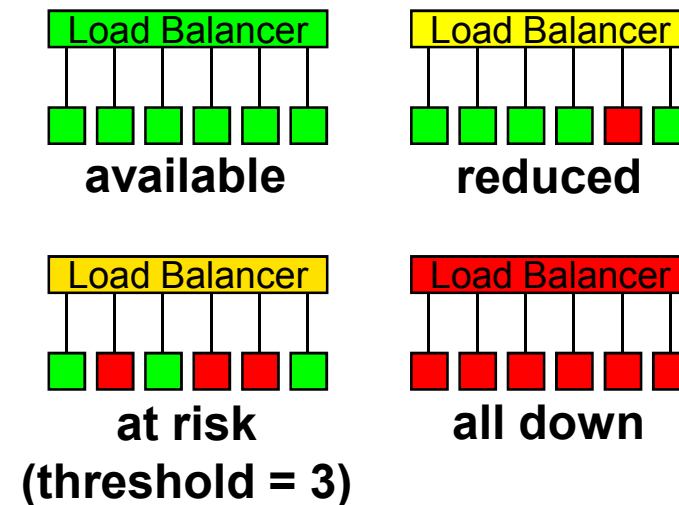 Load Balancer
available
Load Balancer
reduced
Load Balancer
at risk
(threshold = 3)
Load Balancer
all down